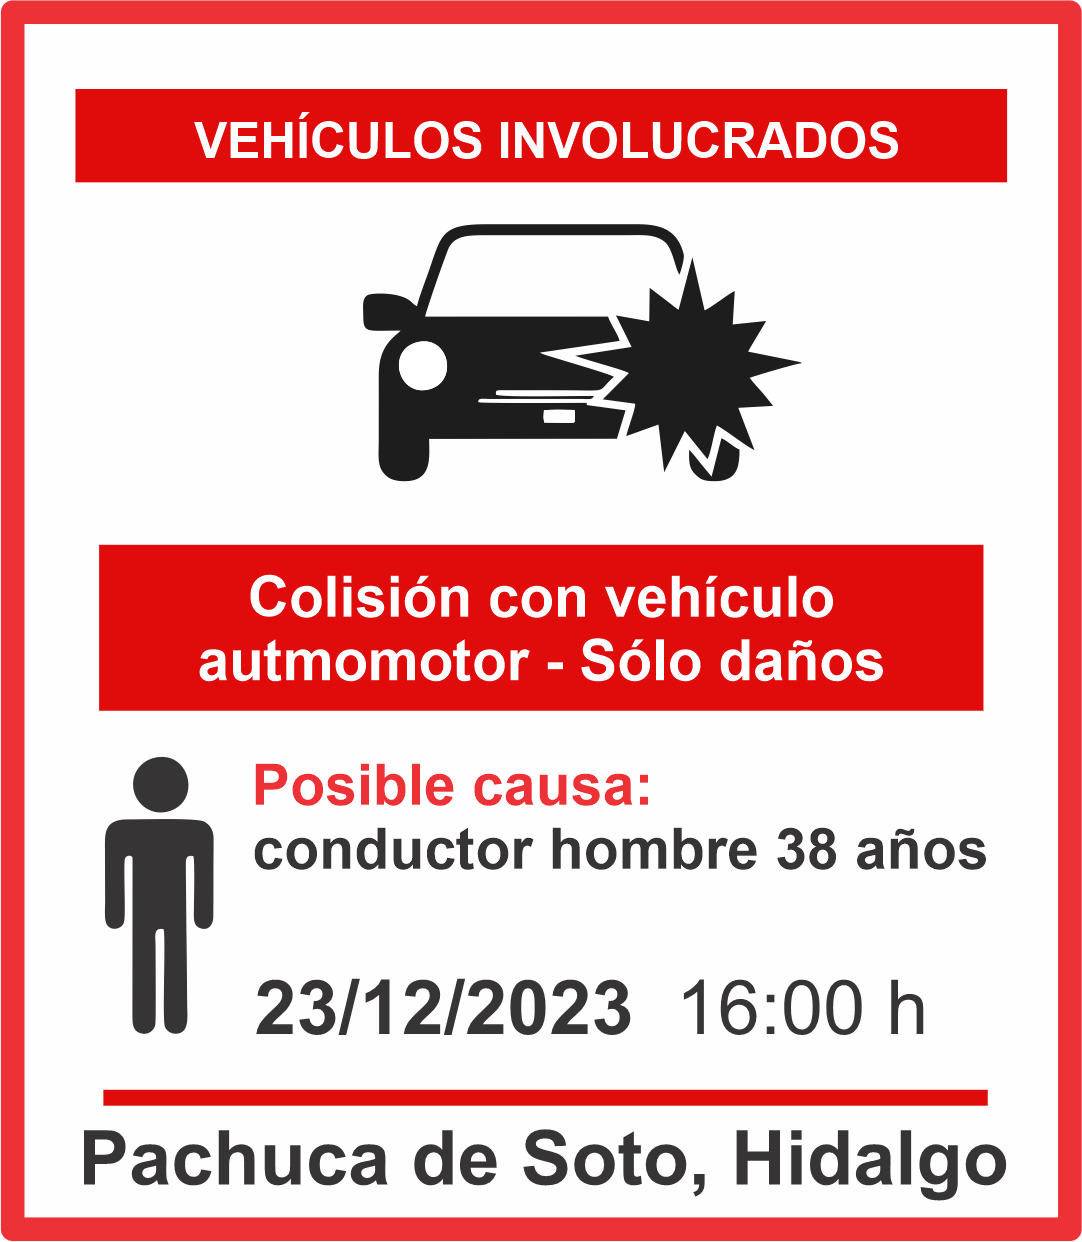 VEHÍCULOS INVOLUCRADOS
Colisión con vehículo
autmomotor - Sólo daños
Posible causa:
conductor hombre 38 años
23/12/2023 16:00 h
Pachuca de Soto, Hidalgo